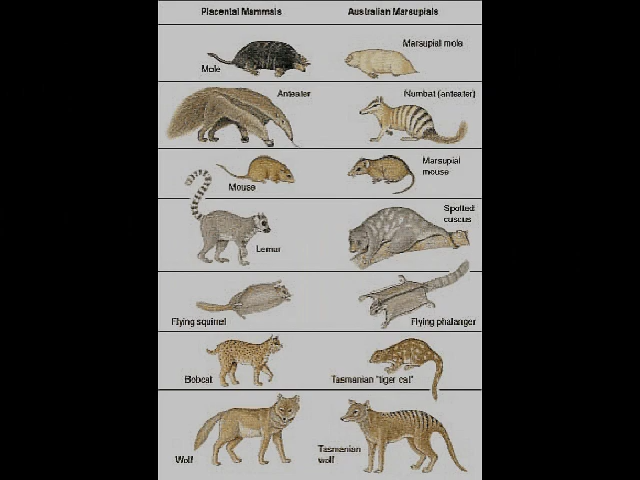 Placental Mammals
Australian Marsupials
Mole
Marsupial mole
Anteater
Numbat (anteater)
Mouse
Marsupial
mouse
Lemur
Spotted
cuscus
Flying squirrel
Flying phalanger
Bobcat
Tasmanian "tiger cat"
Wolf
Tasmanian
wolf